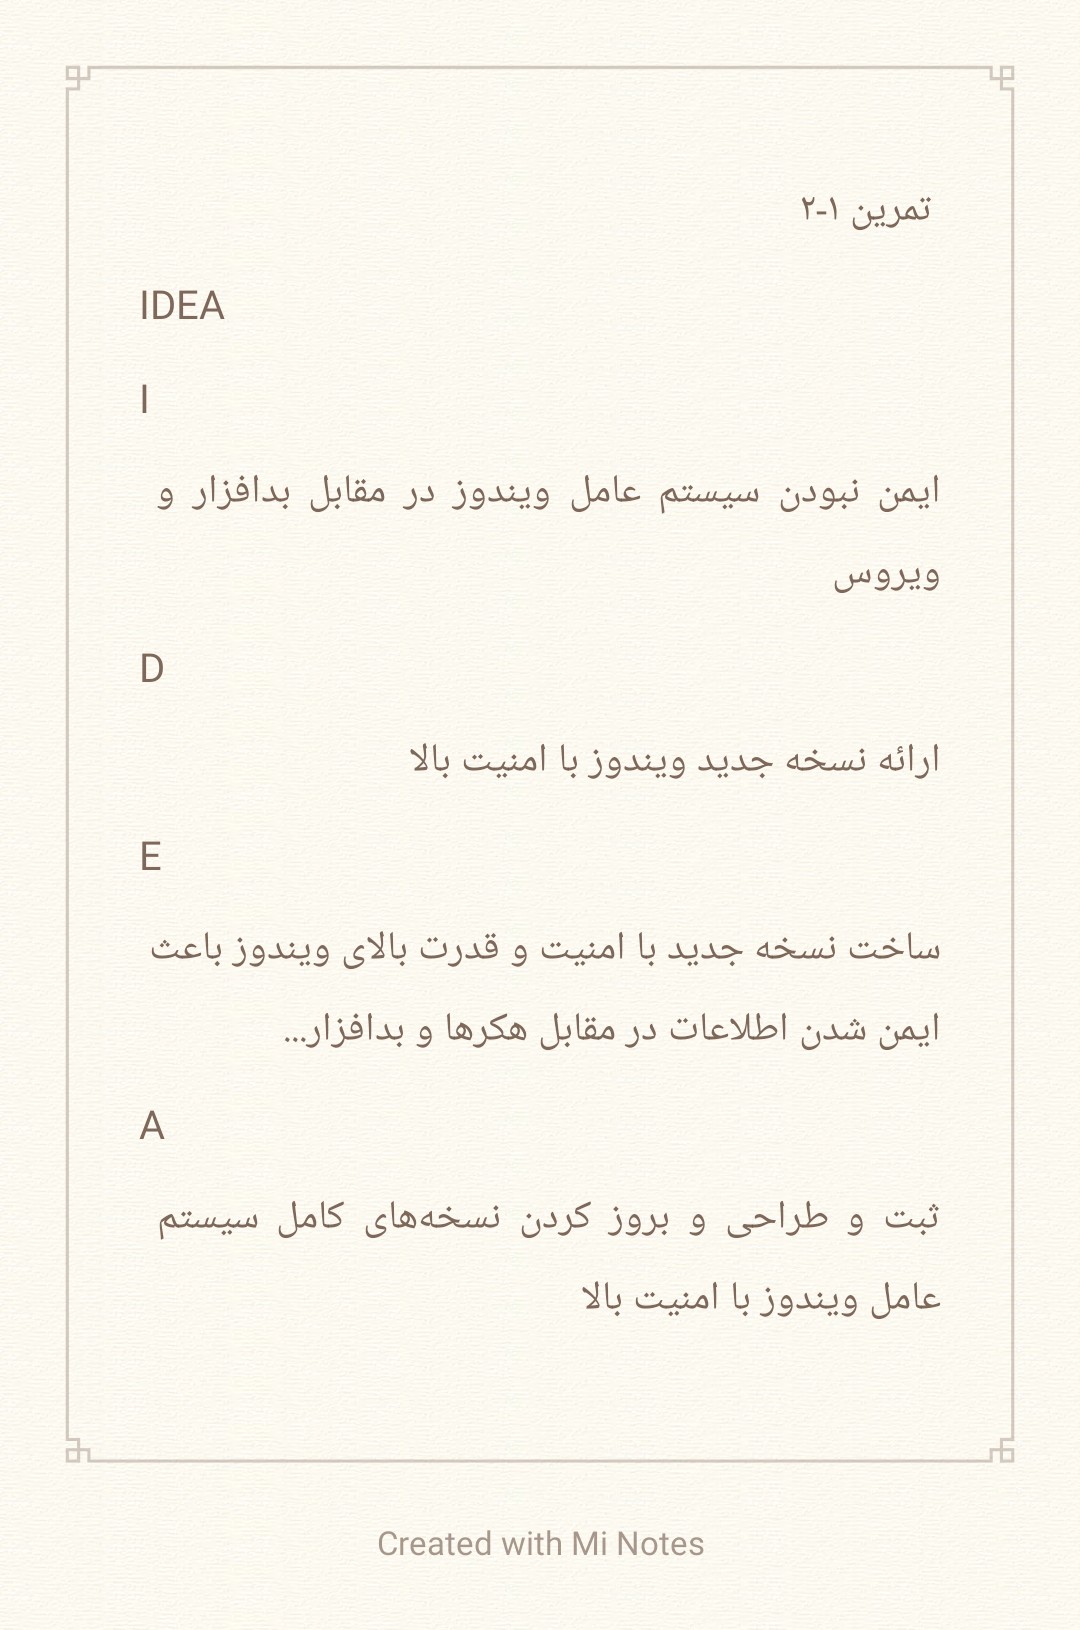 تمرین ۱-۲
IDEA
I
ایمن نبودن سیستم عامل ویندوز در مقابل بدافزار و
ویروس
D
ارائه نسخه جدید ویندوز با امنیت بالا
E
ساخت نسخه جدید با امنیت و قدرت بالای ویندوز باعث
ایمن شدن اطلاعات در مقابل هکرها و بدافزار...
A
ثبت و طراحی و بروز کردن نسخه‌های کامل سیستم
عامل ویندوز با امنیت بالا
Created with Mi Notes